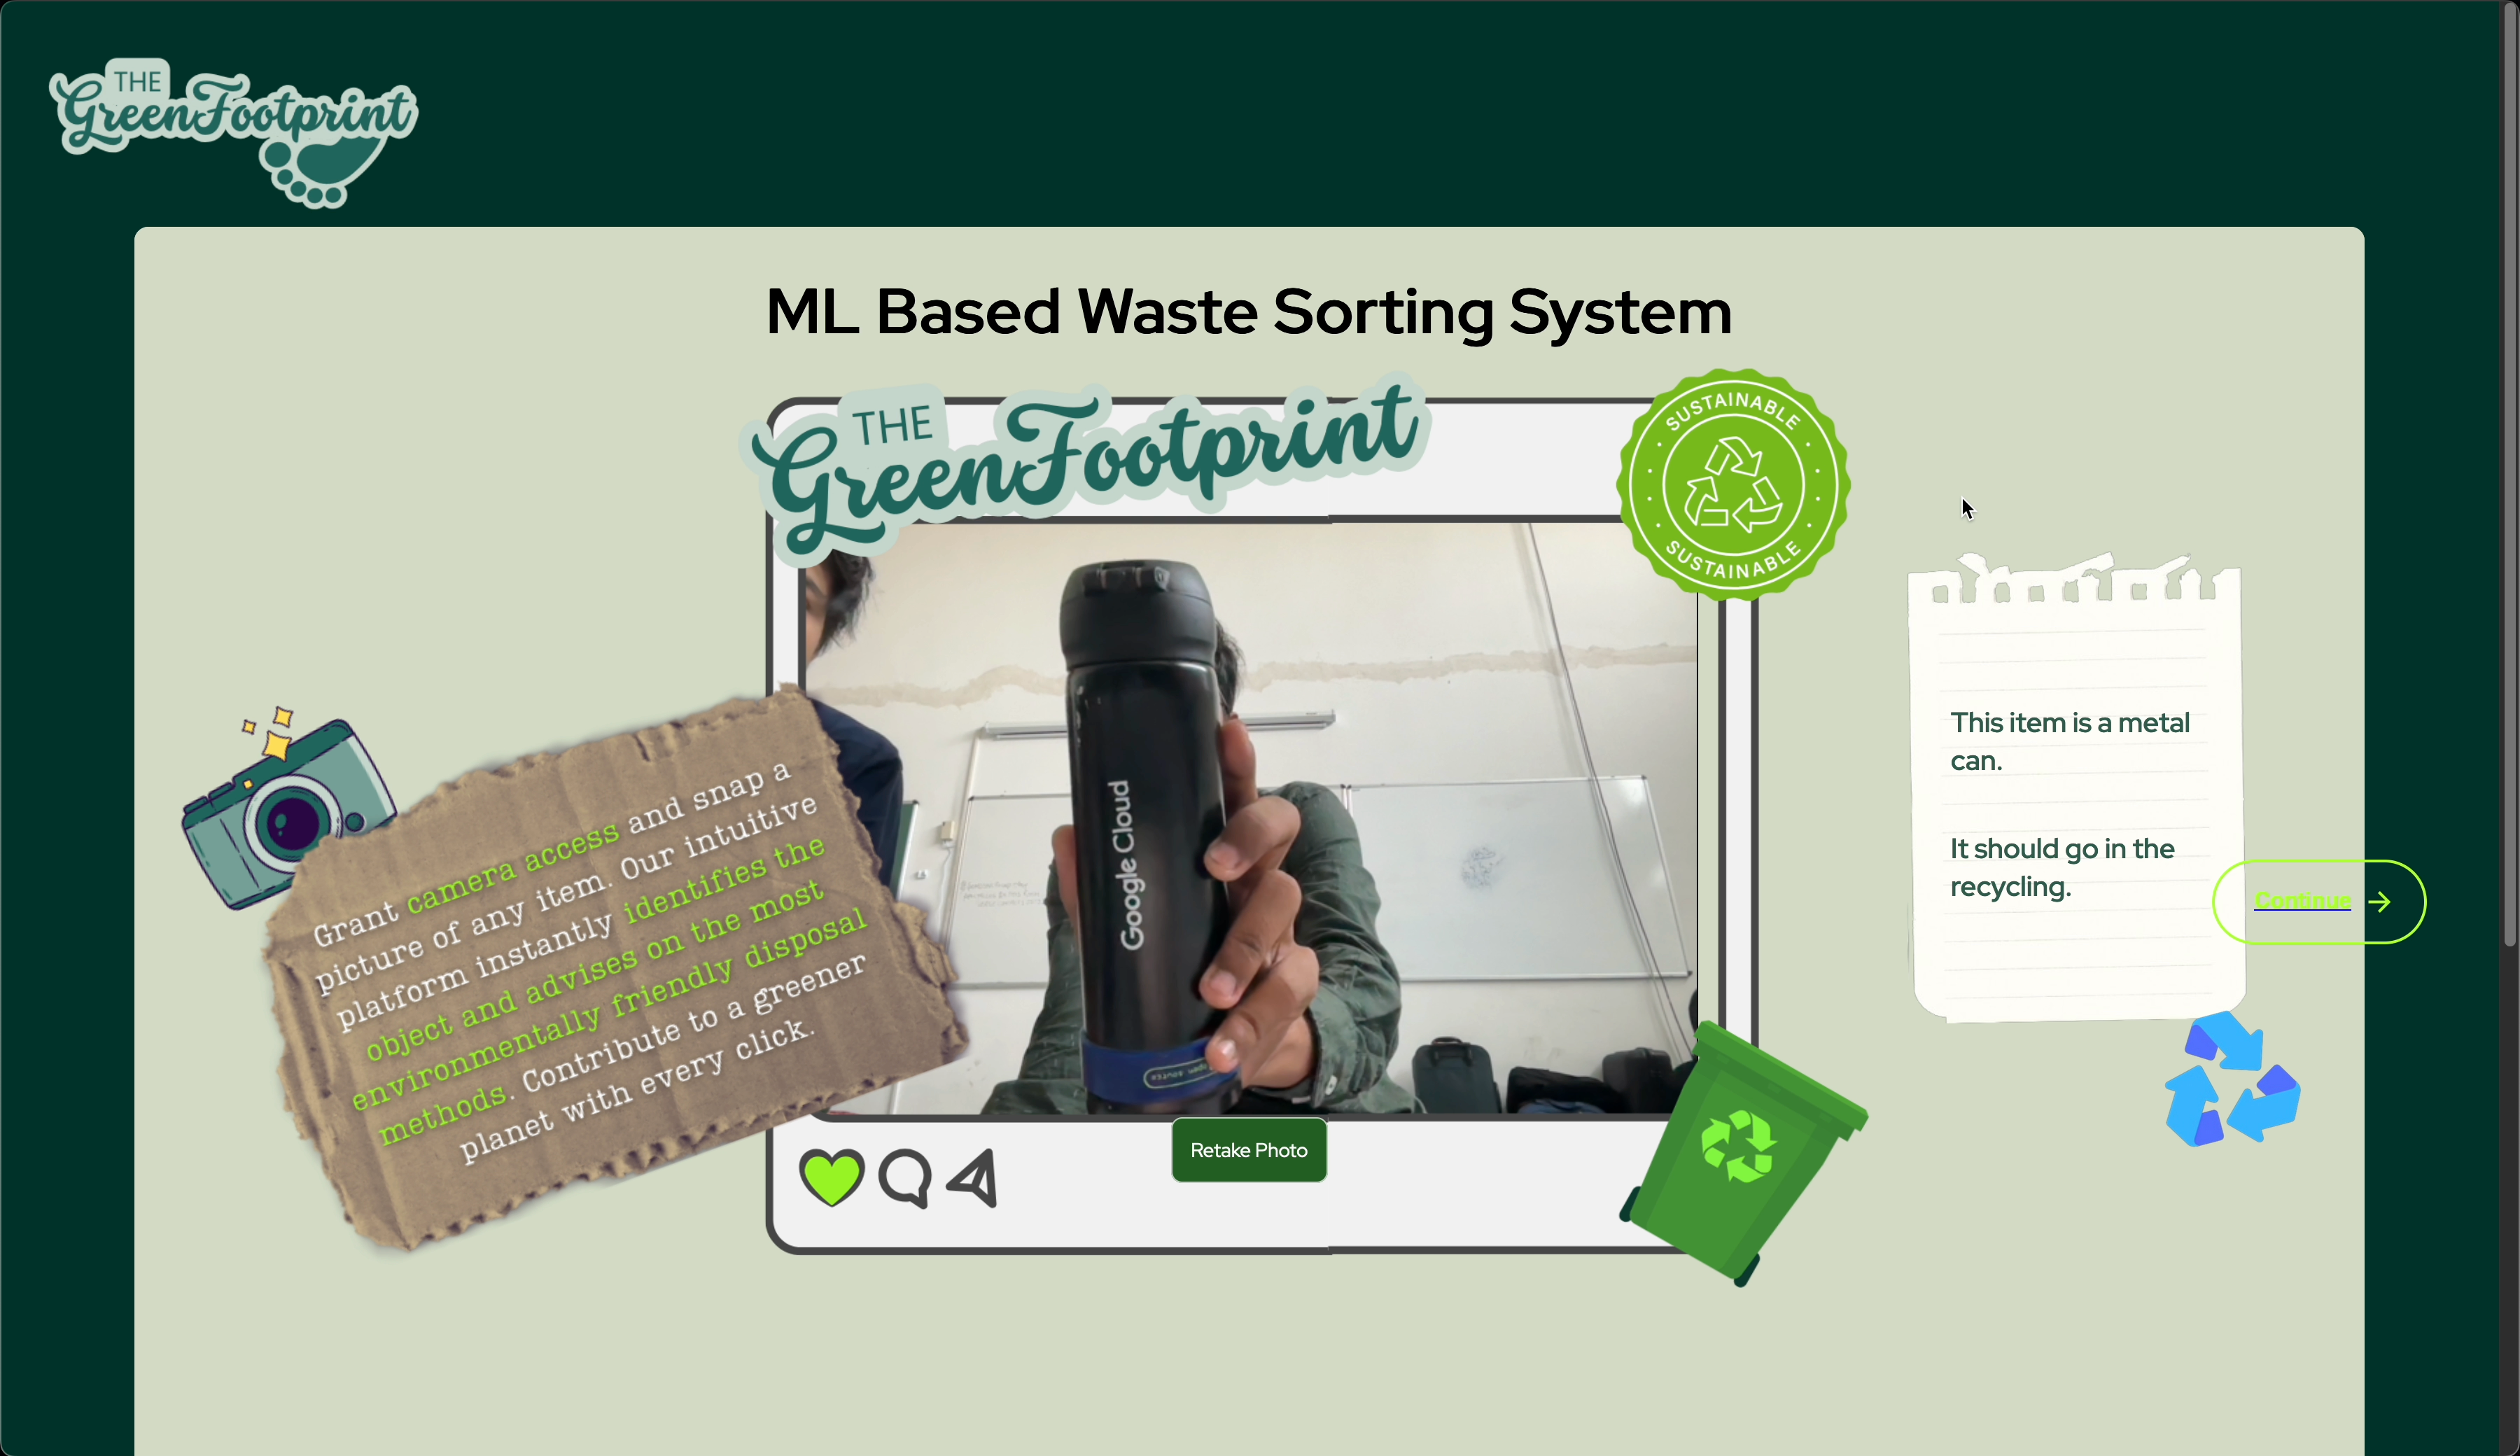 THE
GreenFootprint
ML Based Waste Sorting System
THE
GreenFootprint
SUSTAINABLE
SUSTAINABLE
Google Cloud
Grant camera access and snap a
picture of any item. Our intuitive
platform instantly identifies the
object and advises on the most
environmentally friendly disposal
methods. Contribute to a greener
planet with every click.
Retake Photo
This item is a metal
can.
It should go in the
recycling.
Continue